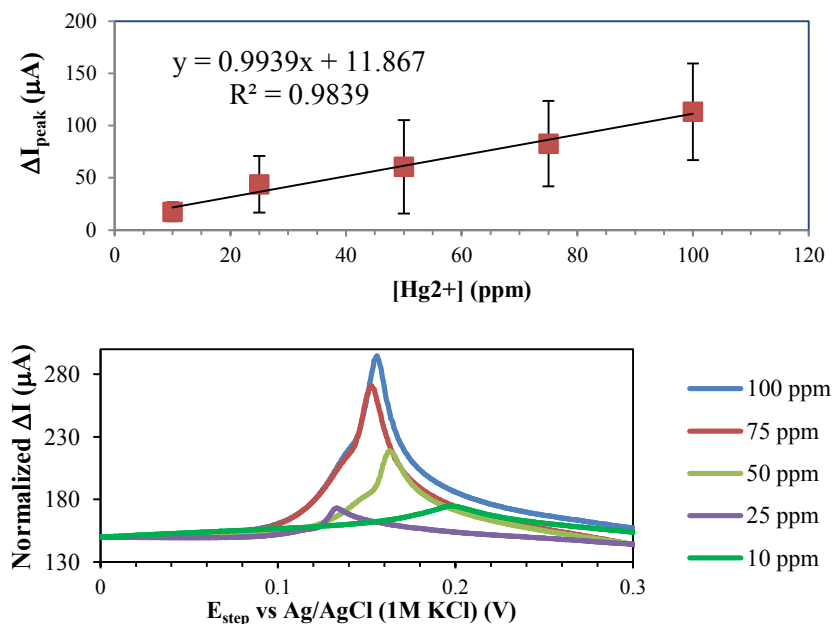 y = 0.9939x + 11.867
R² = 0.9839
ΔIpeak (µA)
200
150
100
50
0
0 20 40 60 80 100 120
[Hg2+] (ppm)
Normalized ΔI (µA)
280
230
180
130
0 0.1 0.2 0.3
Estep vs Ag/AgCl (1M KCl) (V)
100 ppm
75 ppm
50 ppm
25 ppm
10 ppm